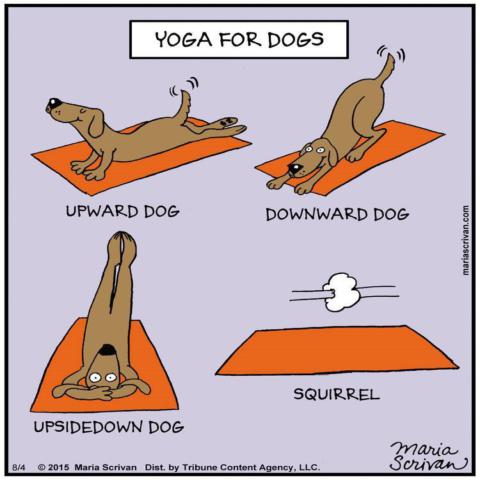 YOGA FOR DOGS
UPWARD DOG
DOWNWARD DOG
mariascrivan.com
UPSIDEDOWN DOG
SQUIRREL
Maria
Scrivan
8/4 © 2015 Maria Scrivan Dist. by Tribune Content Agency, LLC.